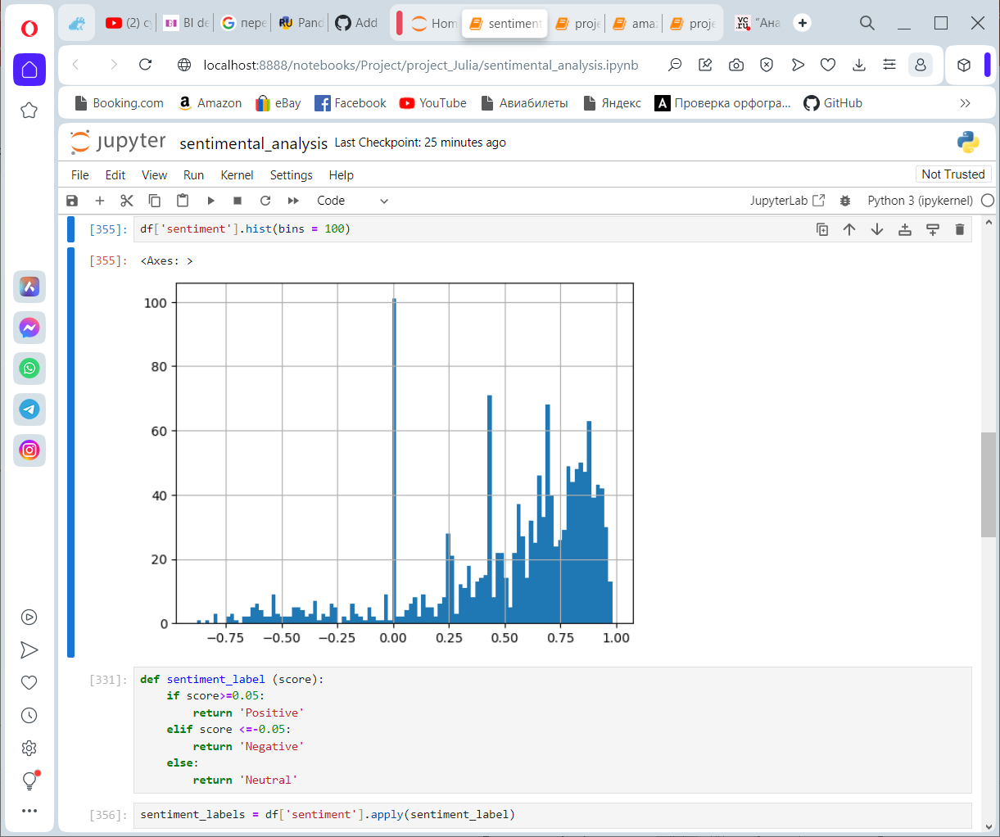 су
BI de
пере
RU
Pand
Add
Hom
sentiment
proje
ama:
proje
VC.ru
“Ана
localhost:8888/notebooks/Project/project_Julia/sentimental_analysis.ipynb
Booking.com
Amazon
eBay
Facebook
YouTube
Авиабилеты
Яндекс
A
Проверка орфогра...
GitHub
jupyter
sentimental_analysis
Last Checkpoint: 25 minutes ago
File Edit View Run Kernel Settings Help
Not Trusted
Code
JupyterLab
Python 3 (ipykernel)
[355]: df['sentiment'].hist(bins = 100)
[355]: <Axes: >
100
80
60
40
20
0
−0.75 −0.50 −0.25 0.00 0.25 0.50 0.75 1.00
[331]: def sentiment_label (score):
    if score>=0.05:
        return 'Positive'
    elif score <=-0.05:
        return 'Negative'
    else:
        return 'Neutral'
[356]: sentiment_labels = df['sentiment'].apply(sentiment_label)